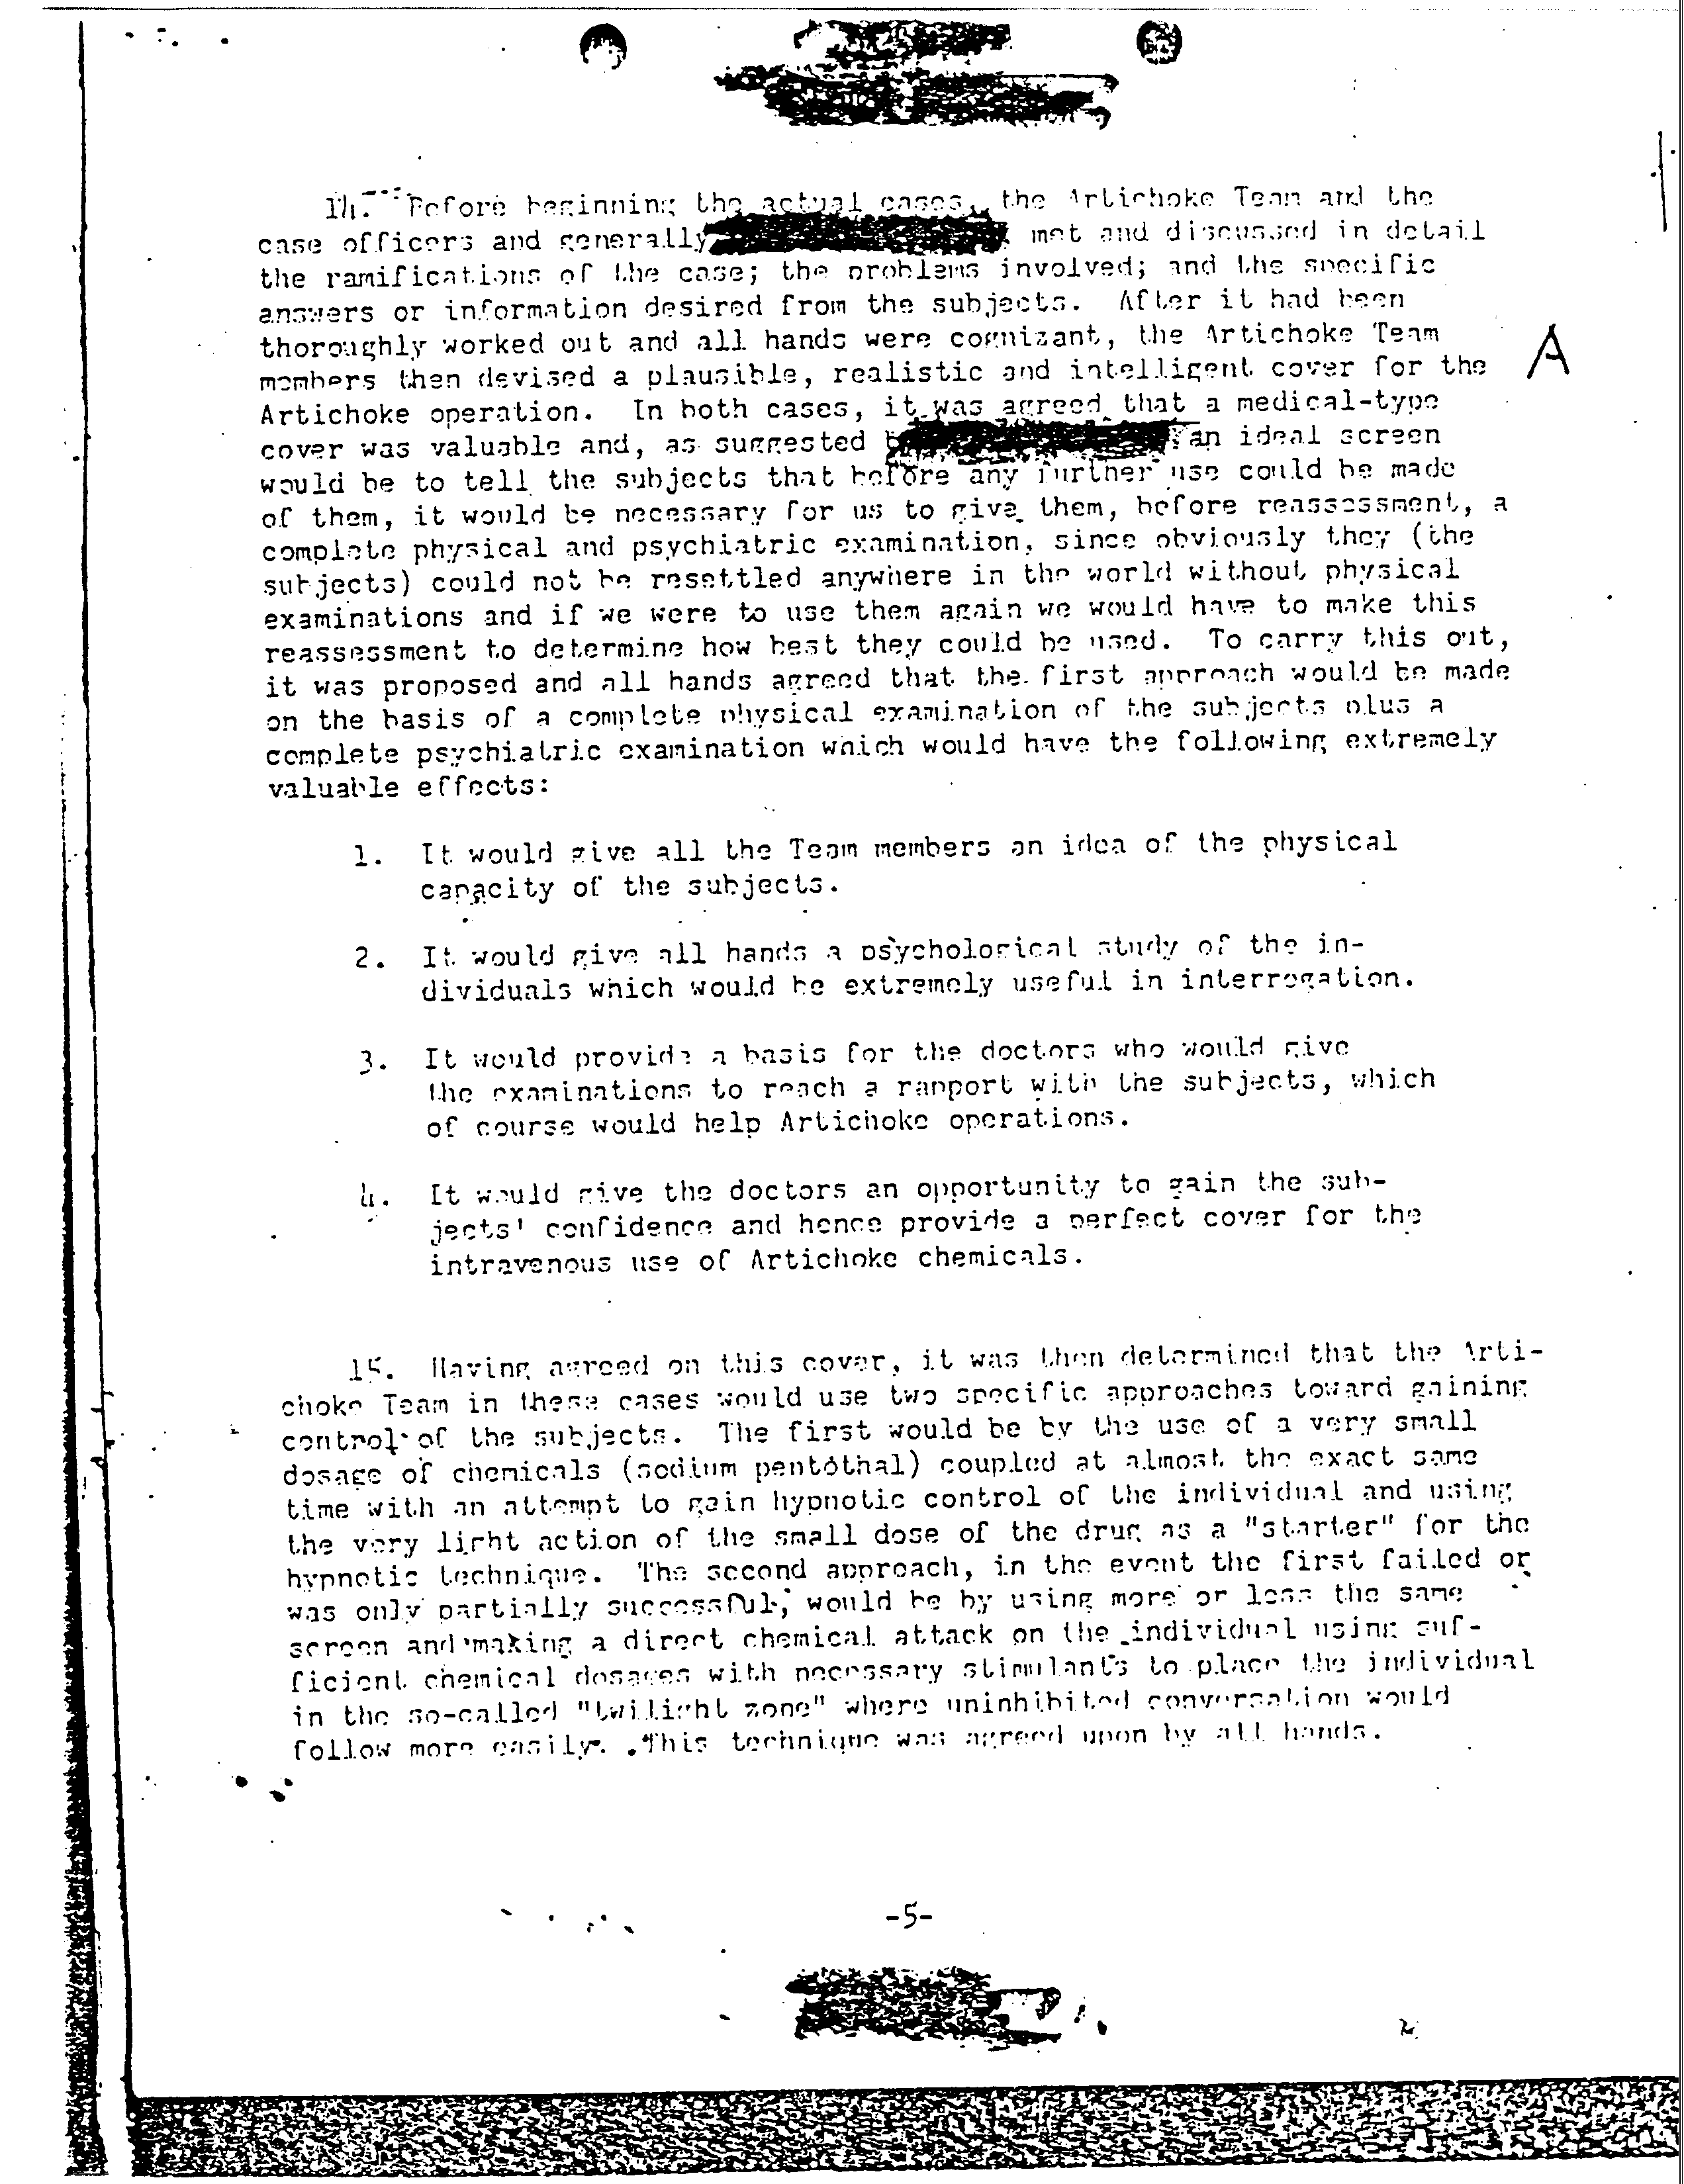 14. Before beginning the actual cases, the Artichoke Team and the
case officers and generally met and discussed in detail
the ramifications of the case; the problems involved; and the specific
answers or information desired from the subjects. After it had been
thoroughly worked out and all hands were cognizant, the Artichoke Team
members then devised a plausible, realistic and intelligent cover for the
A
Artichoke operation. In both cases, it was agreed that a medical-type
cover was valuable and, as suggested an ideal screen
would be to tell the subjects that before any further use could be made
of them, it would be necessary for us to give them, before reassessment, a
complete physical and psychiatric examination, since obviously they (the
subjects) could not be resettled anywhere in the world without physical
examinations and if we were to use them again we would have to make this
reassessment to determine how best they could be used. To carry this out,
it was proposed and all hands agreed that the first approach would be made
on the basis of a complete physical examination of the subjects plus a
complete psychiatric examination which would have the following extremely
valuable effects:
1. It would give all the Team members an idea of the physical
capacity of the subjects.
2. It would give all hands a psychological study of the in-
dividuals which would be extremely useful in interrogation.
3. It would provide a basis for the doctors who would give
the examinations to reach a rapport with the subjects, which
of course would help Artichoke operations.
4. It would give the doctors an opportunity to gain the sub-
jects' confidence and hence provide a perfect cover for the
intravenous use of Artichoke chemicals.
15. Having agreed on this cover, it was then determined that the Arti-
choke Team in these cases would use two specific approaches toward gaining
control of the subjects. The first would be by the use of a very small
dosage of chemicals (sodium pentothal) coupled at almost the exact same
time with an attempt to gain hypnotic control of the individual and using
the very light action of the small dose of the drug as a "starter" for the
hypnotic technique. The second approach, in the event the first failed or
was only partially successful, would be by using more or less the same
screen and making a direct chemical attack on the individual using suf-
ficient chemical dosages with necessary stimulants to place the individual
in the so-called "twilight zone" where uninhibited conversation would
follow more easily. This technique was agreed upon by all hands.
-5-